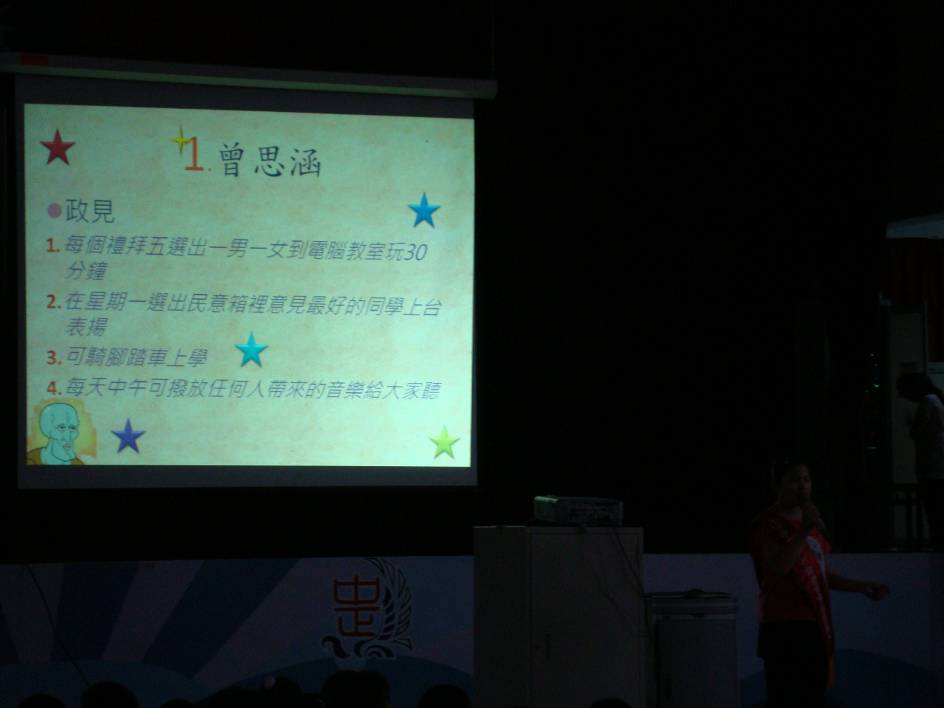 1.曾思涵
政見
1. 每個禮拜五選出一男一女到電腦教室玩30
分鐘
2. 在星期一選出民意箱裡意見最好的同學上台
表揚
3. 可騎腳踏車上學
4. 每天中午可撥放任何人帶來的音樂給大家聽